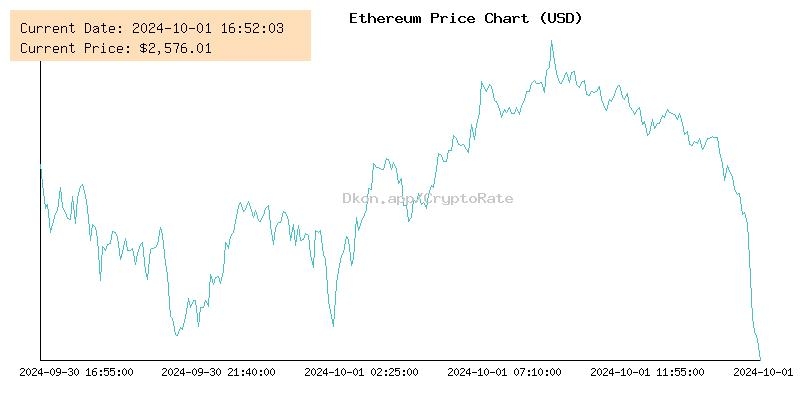 Ethereum Price Chart (USD)
Current Date: 2024-10-01 16:52:03
Current Price: $2,576.01
Dkon.app/CryptoRate
2024-09-30 16:55:00 2024-09-30 21:40:00 2024-10-01 02:25:00 2024-10-01 07:10:00 2024-10-01 11:55:00 2024-10-01